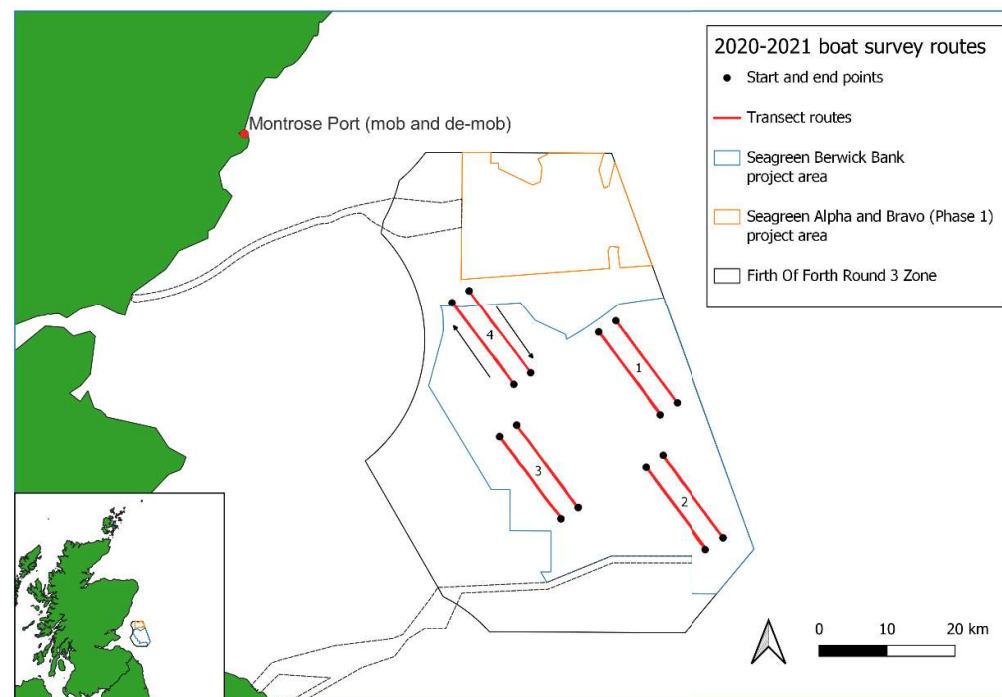 2020-2021 boat survey routes
Start and end points
Transect routes
Seagreen Berwick Bank
project area
Seagreen Alpha and Bravo (Phase 1)
project area
Firth Of Forth Round 3 Zone
Montrose Port (mob and de-mob)
4
1
3
2
0 10 20 km